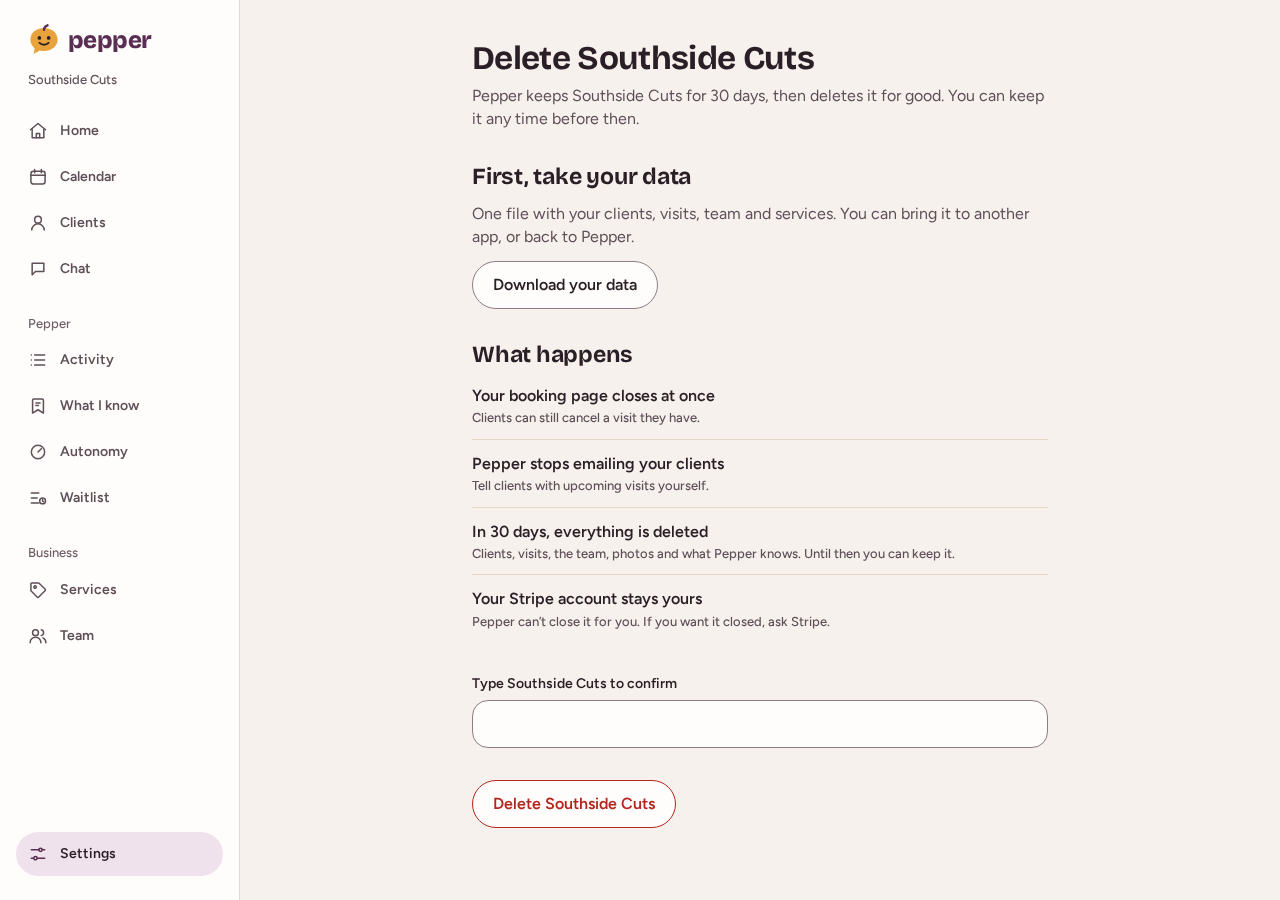 pepper
Southside Cuts
Home
Calendar
Clients
Chat
Pepper
Activity
What I know
Autonomy
Waitlist
Business
Services
Team
Settings
Delete Southside Cuts
Pepper keeps Southside Cuts for 30 days, then deletes it for good. You can keep
it any time before then.
First, take your data
One file with your clients, visits, team and services. You can bring it to another
app, or back to Pepper.
Download your data
What happens
Your booking page closes at once
Clients can still cancel a visit they have.
Pepper stops emailing your clients
Tell clients with upcoming visits yourself.
In 30 days, everything is deleted
Clients, visits, the team, photos and what Pepper knows. Until then you can keep it.
Your Stripe account stays yours
Pepper can’t close it for you. If you want it closed, ask Stripe.
Type Southside Cuts to confirm
Delete Southside Cuts